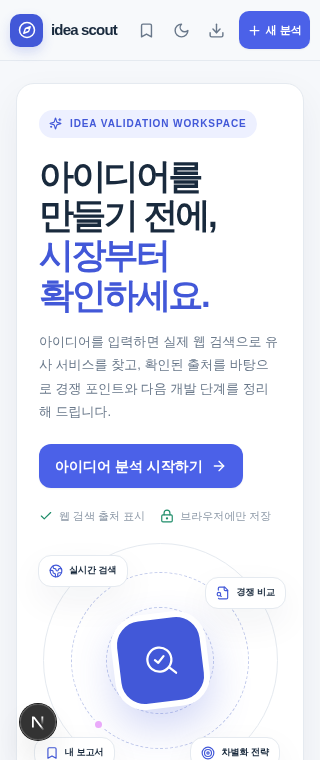 idea scout
새 분석
IDEA VALIDATION WORKSPACE
아이디어를
만들기 전에,
시장부터
확인하세요.
아이디어를 입력하면 실제 웹 검색으로 유
사 서비스를 찾고, 확인된 출처를 바탕으
로 경쟁 포인트와 다음 개발 단계를 정리
해 드립니다.
아이디어 분석 시작하기
웹 검색 출처 표시 브라우저에만 저장
실시간 검색
경쟁 비교
N
내 보고서 차별화 전략